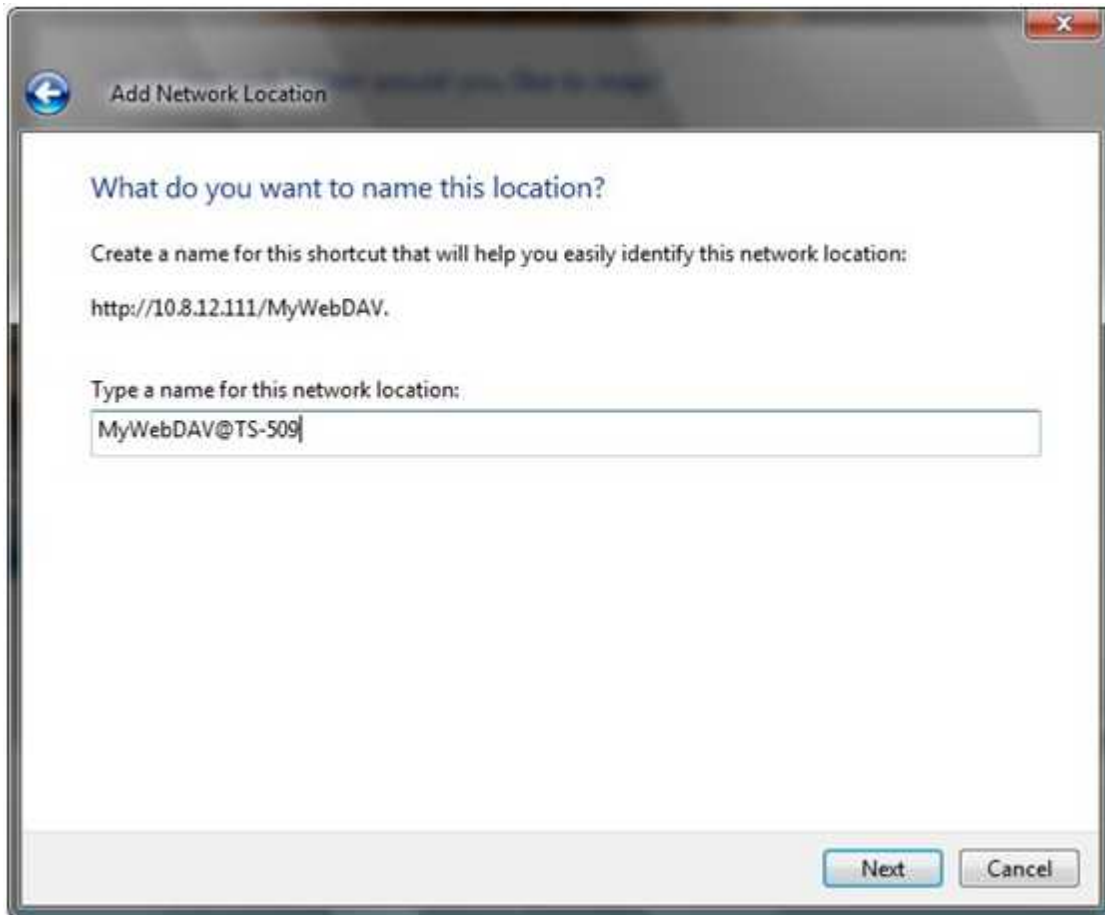 Add Network Location
What do you want to name this location?
Create a name for this shortcut that will help you easily identify this network location:
http://10.8.12.111/MyWebDAV.
Type a name for this network location:
MyWebDAV@TS-509
Next
Cancel